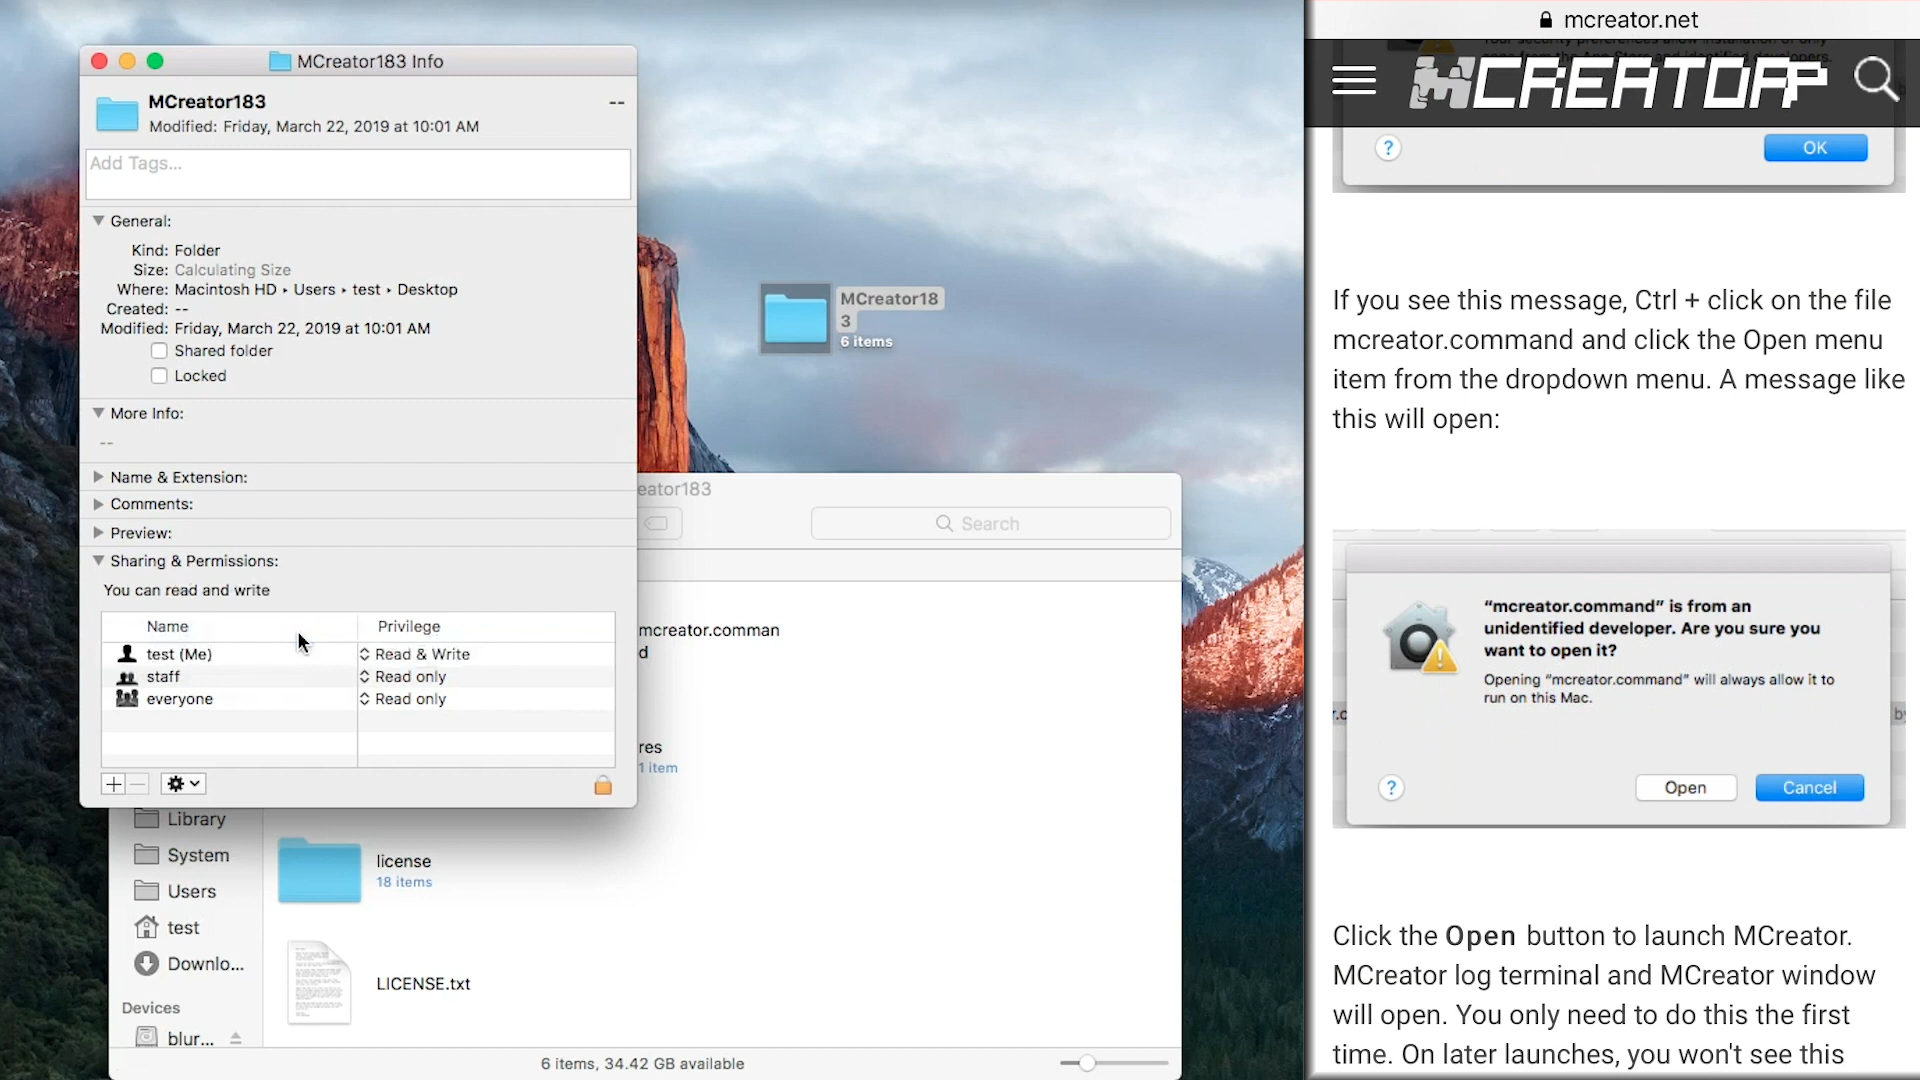 MCreator183 Info
MCreator183
--
Modified: Friday, March 22, 2019 at 10:01 AM
Add Tags...
General:
Kind: Folder
Size: Calculating Size
Where: Macintosh HD ▸ Users ▸ test ▸ Desktop
Created: --
Modified: Friday, March 22, 2019 at 10:01 AM
Shared folder
Locked
More Info:
--
Name & Extension:
Comments:
Preview:
Sharing & Permissions:
You can read and write
Name Privilege
test (Me) Read & Write
staff Read only
everyone Read only
MCreator18
3
6 items
eator183
Search
mcreator.comman
d
res
1 item
Library
System
Users
test
Downlo...
Devices
blur...
license
18 items
LICENSE.txt
6 items, 34.42 GB available
mcreator.net
MCREATOR
?
OK
If you see this message, Ctrl + click on the file
mcreator.command and click the Open menu
item from the dropdown menu. A message like
this will open:
“mcreator.command” is from an
unidentified developer. Are you sure you
want to open it?
Opening “mcreator.command” will always allow it to
run on this Mac.
?
Open
Cancel
Click the Open button to launch MCreator.
MCreator log terminal and MCreator window
will open. You only need to do this the first
time. On later launches, you won't see this